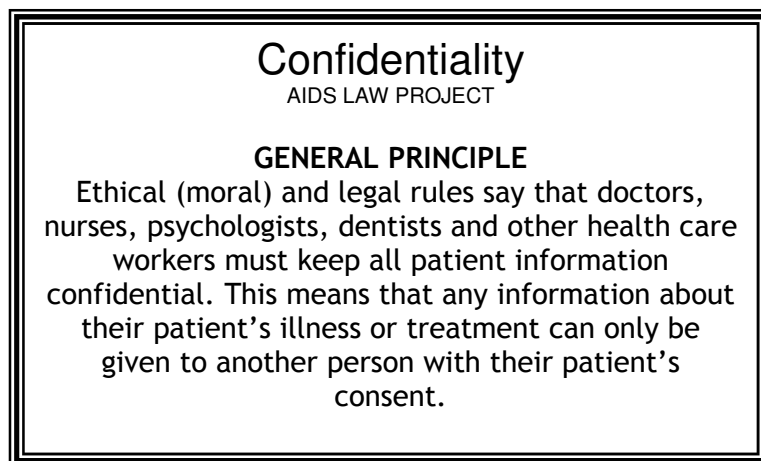 Confidentiality
AIDS LAW PROJECT
GENERAL PRINCIPLE
Ethical (moral) and legal rules say that doctors,
nurses, psychologists, dentists and other health care
workers must keep all patient information
confidential. This means that any information about
their patient’s illness or treatment can only be
given to another person with their patient’s
consent.